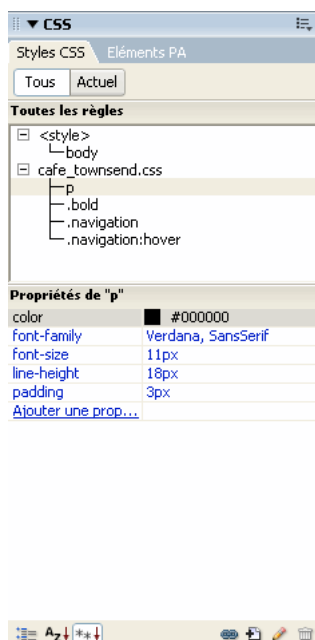 CSS
Styles CSS Eléments PA
Tous Actuel
Toutes les règles
<style>
body
cafe_townsend.css
p
.bold
.navigation
.navigation:hover
Propriétés de "p"
color #000000
font-family Verdana, SansSerif
font-size 11px
line-height 18px
padding 3px
Ajouter une prop...